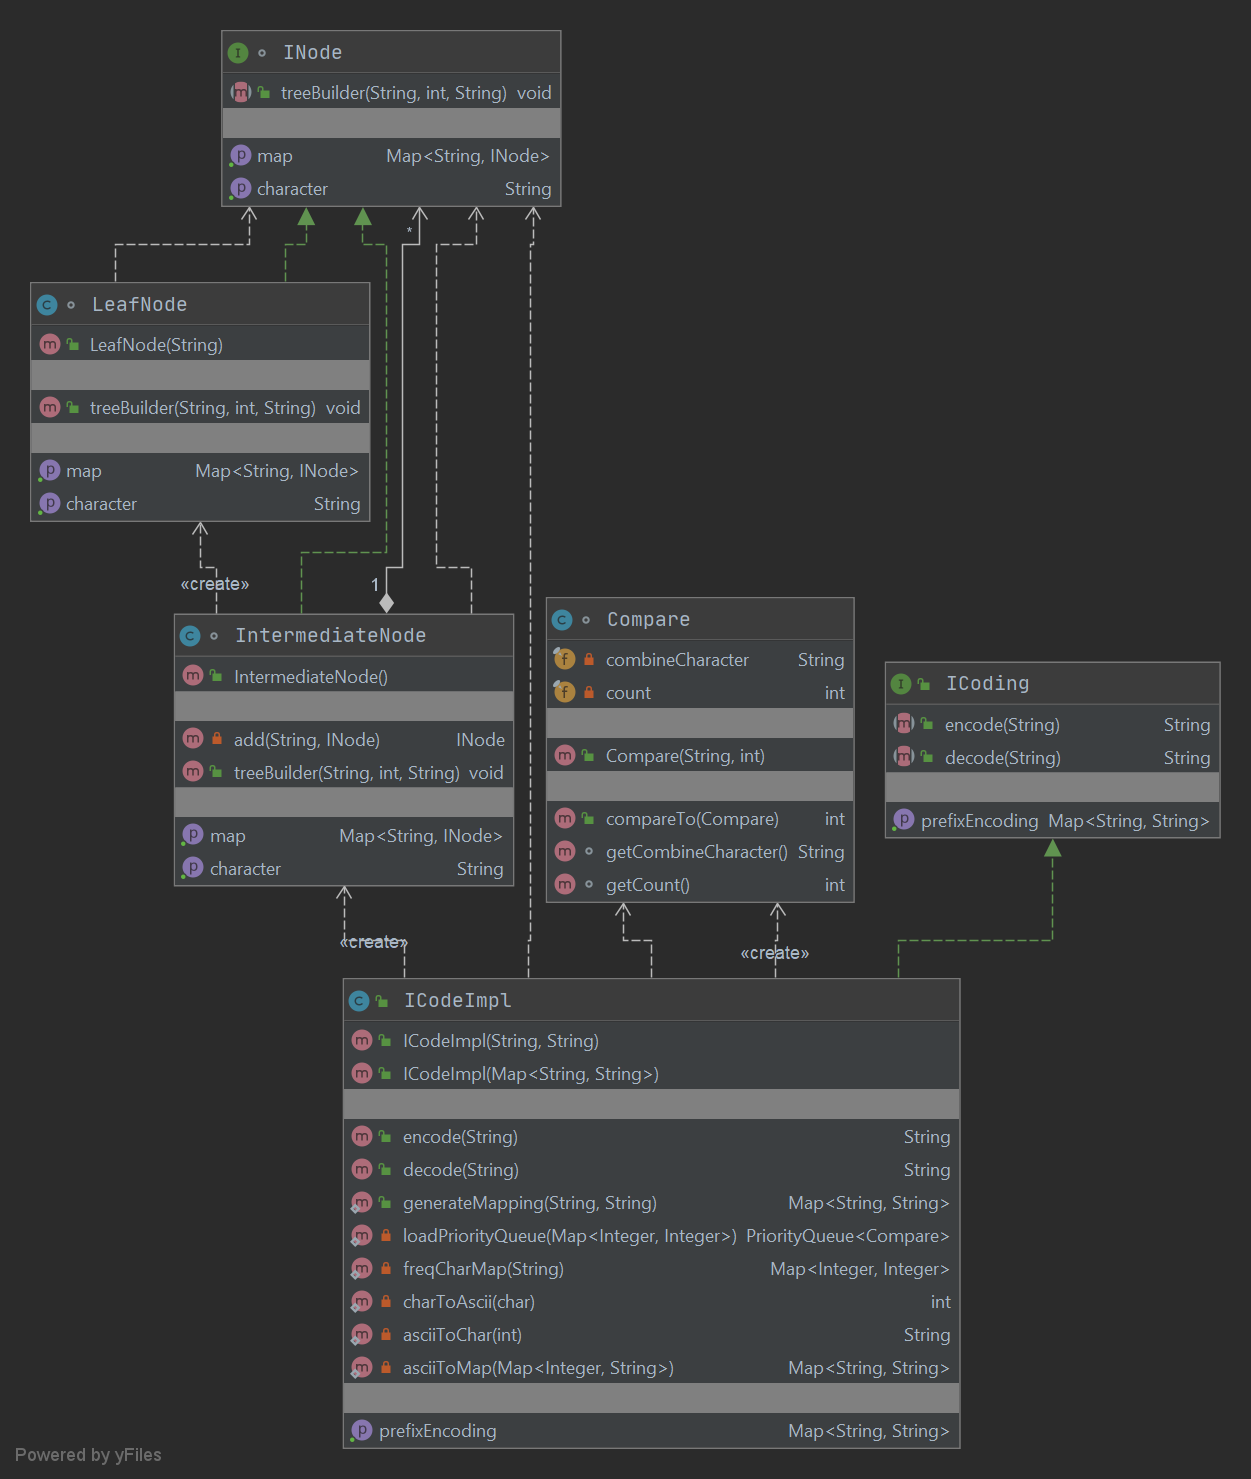 INode
treeBuilder(String, int, String) void
map Map<String, INode>
character String
*
LeafNode
LeafNode(String)
treeBuilder(String, int, String) void
map Map<String, INode>
character String
«create»
1
IntermediateNode
IntermediateNode()
add(String, INode) INode
treeBuilder(String, int, String) void
map Map<String, INode>
character String
Compare
combineCharacter String
count int
Compare(String, int)
compareTo(Compare) int
getCombineCharacter() String
getCount() int
ICoding
encode(String) String
decode(String) String
prefixEncoding Map<String, String>
«create»
«create»
ICodeImpl
ICodeImpl(String, String)
ICodeImpl(Map<String, String>)
encode(String) String
decode(String) String
generateMapping(String, String) Map<String, String>
loadPriorityQueue(Map<Integer, Integer>) PriorityQueue<Compare>
freqCharMap(String) Map<Integer, Integer>
charToAscii(char) int
asciiToChar(int) String
asciiToMap(Map<Integer, String>) Map<String, String>
prefixEncoding Map<String, String>
Powered by yFiles